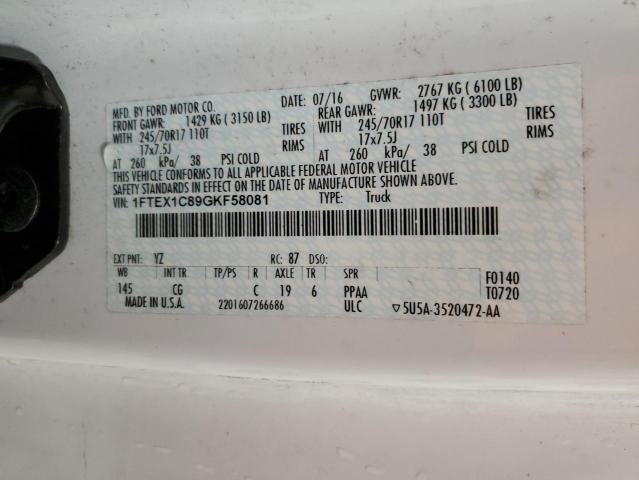 MFD. BY FORD MOTOR CO. DATE: 07/16 GVWR: 2767 KG ( 6100 LB)
FRONT GAWR: 1429 KG ( 3150 LB) REAR GAWR: 1497 KG ( 3300 LB)
WITH 245/70R17 110T TIRES WITH 245/70R17 110T TIRES
17x7.5J RIMS 17x7.5J RIMS
AT 260 kPa/ 38 PSI COLD AT 260 kPa/ 38 PSI COLD
THIS VEHICLE CONFORMS TO ALL APPLICABLE FEDERAL MOTOR VEHICLE
SAFETY STANDARDS IN EFFECT ON THE DATE OF MANUFACTURE SHOWN ABOVE.
VIN: 1FTEX1C89GKF58081 TYPE: Truck
EXT PNT: YZ RC: 87 DSO:
WB INT TR TP/PS R AXLE TR SPR F0140
145 CG C 19 6 PPAA T0720
MADE IN U.S.A. 2201607266686 ULC ▽5U5A-3520472-AA